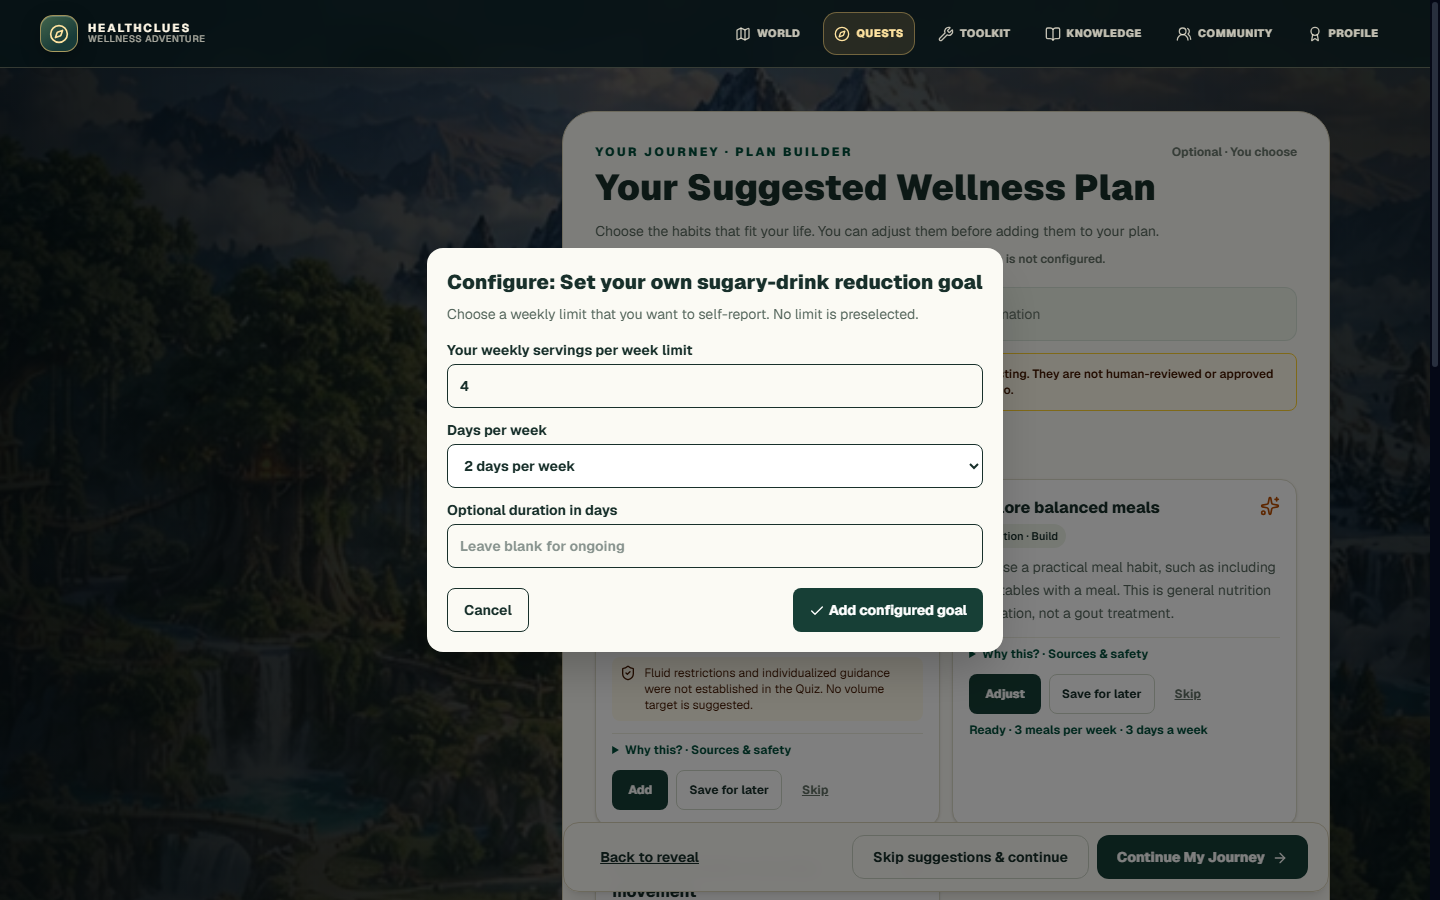 HEALTHCLUES
WELLNESS ADVENTURE
WORLD
QUESTS
TOOLKIT
KNOWLEDGE
COMMUNITY
PROFILE
YOUR JOURNEY · PLAN BUILDER
Optional · You choose
Your Suggested Wellness Plan
Choose the habits that fit your life. You can adjust them before adding them to your plan.
is not configured.
Configure: Set your own sugary-drink reduction goal
Choose a weekly limit that you want to self-report. No limit is preselected.
Your weekly servings per week limit
4
Days per week
2 days per week
Optional duration in days
Leave blank for ongoing
Cancel
Add configured goal
They are not human-reviewed or approved
balanced meals
Build
a practical meal habit, such as including
with a meal. This is general nutrition
not a gout treatment.
Why this? · Sources & safety
Adjust
Save for later
Skip
Ready · 3 meals per week · 3 days a week
Fluid restrictions and individualized guidance
were not established in the Quiz. No volume
target is suggested.
Why this? · Sources & safety
Add
Save for later
Skip
Back to reveal
Skip suggestions & continue
Continue My Journey
movement